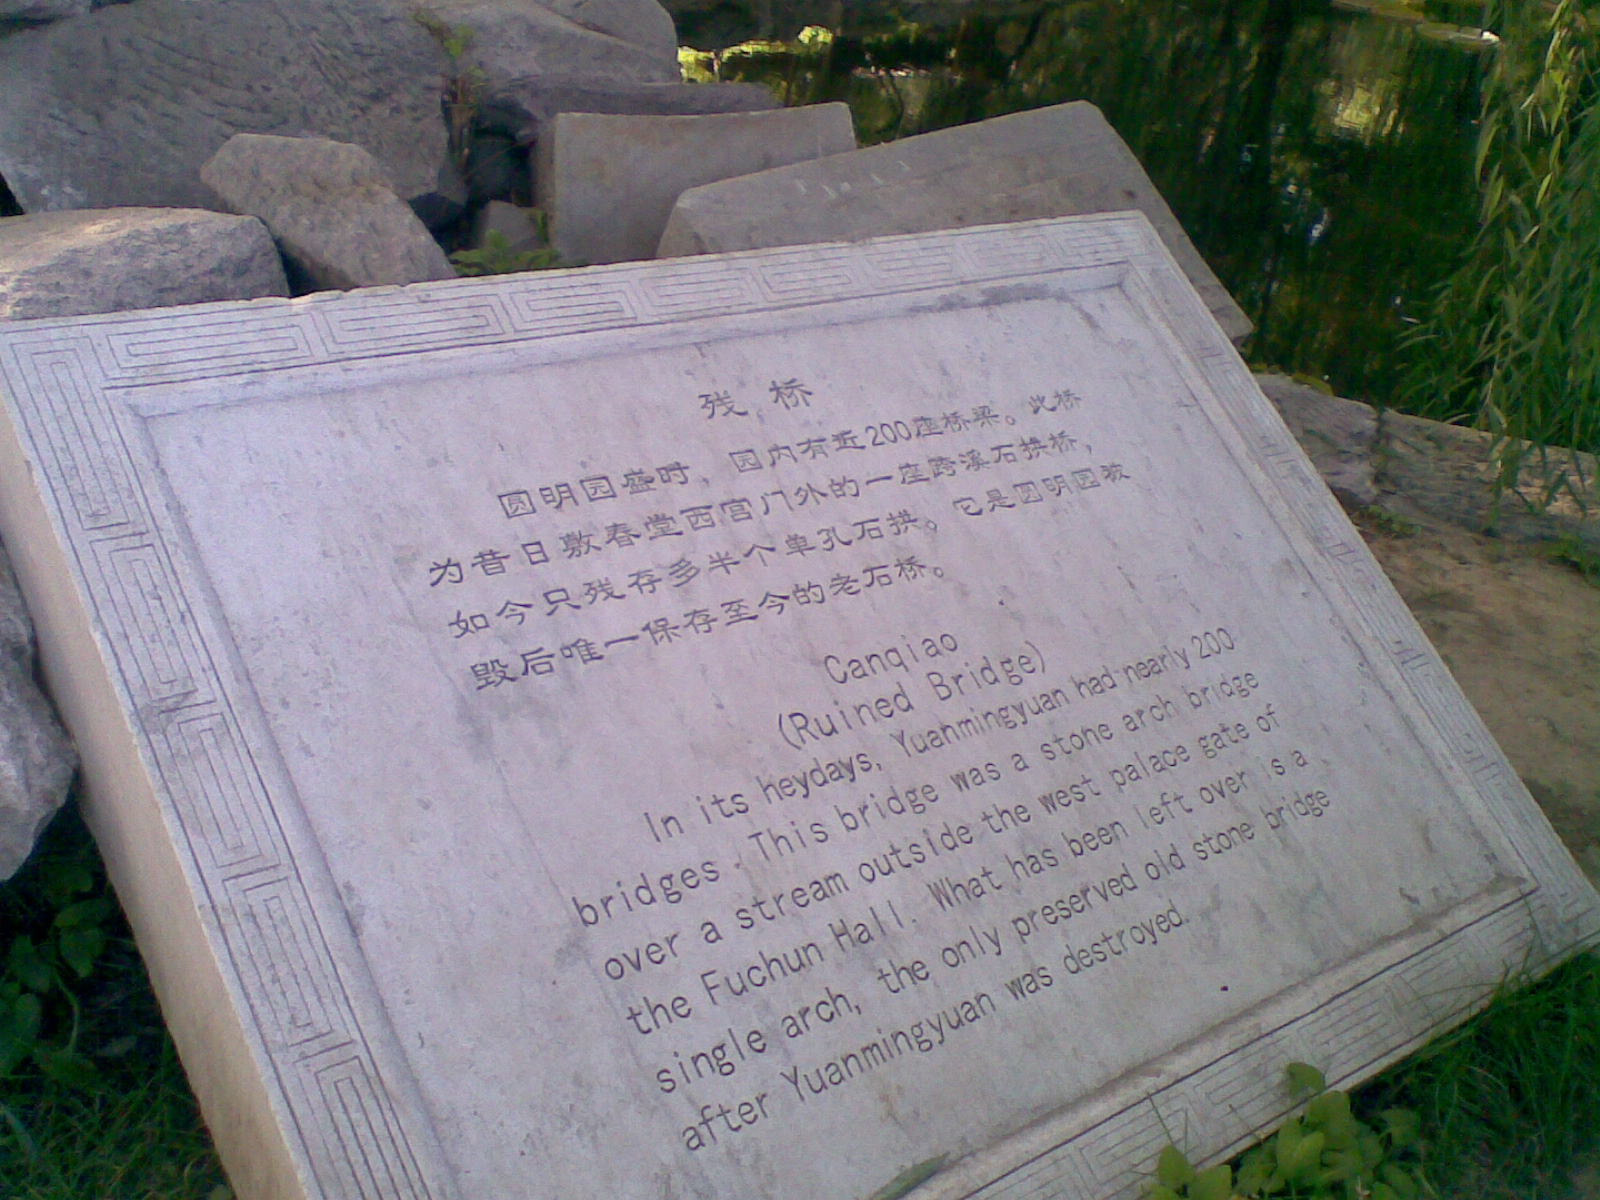 残桥
圆明园盛时，园内有近200座桥梁。此桥
为昔日敷春堂西宫门外的一座跨溪石拱桥，
如今只残存多半个单孔石拱。它是圆明园被
毁后唯一保存至今的老石桥。
Canqiao
(Ruined Bridge)
In its heydays, Yuanmingyuan had nearly 200
bridges. This bridge was a stone arch bridge
over a stream outside the west palace gate of
the Fuchun Hall. What has been left over is a
single arch, the only preserved old stone bridge
after Yuanmingyuan was destroyed.